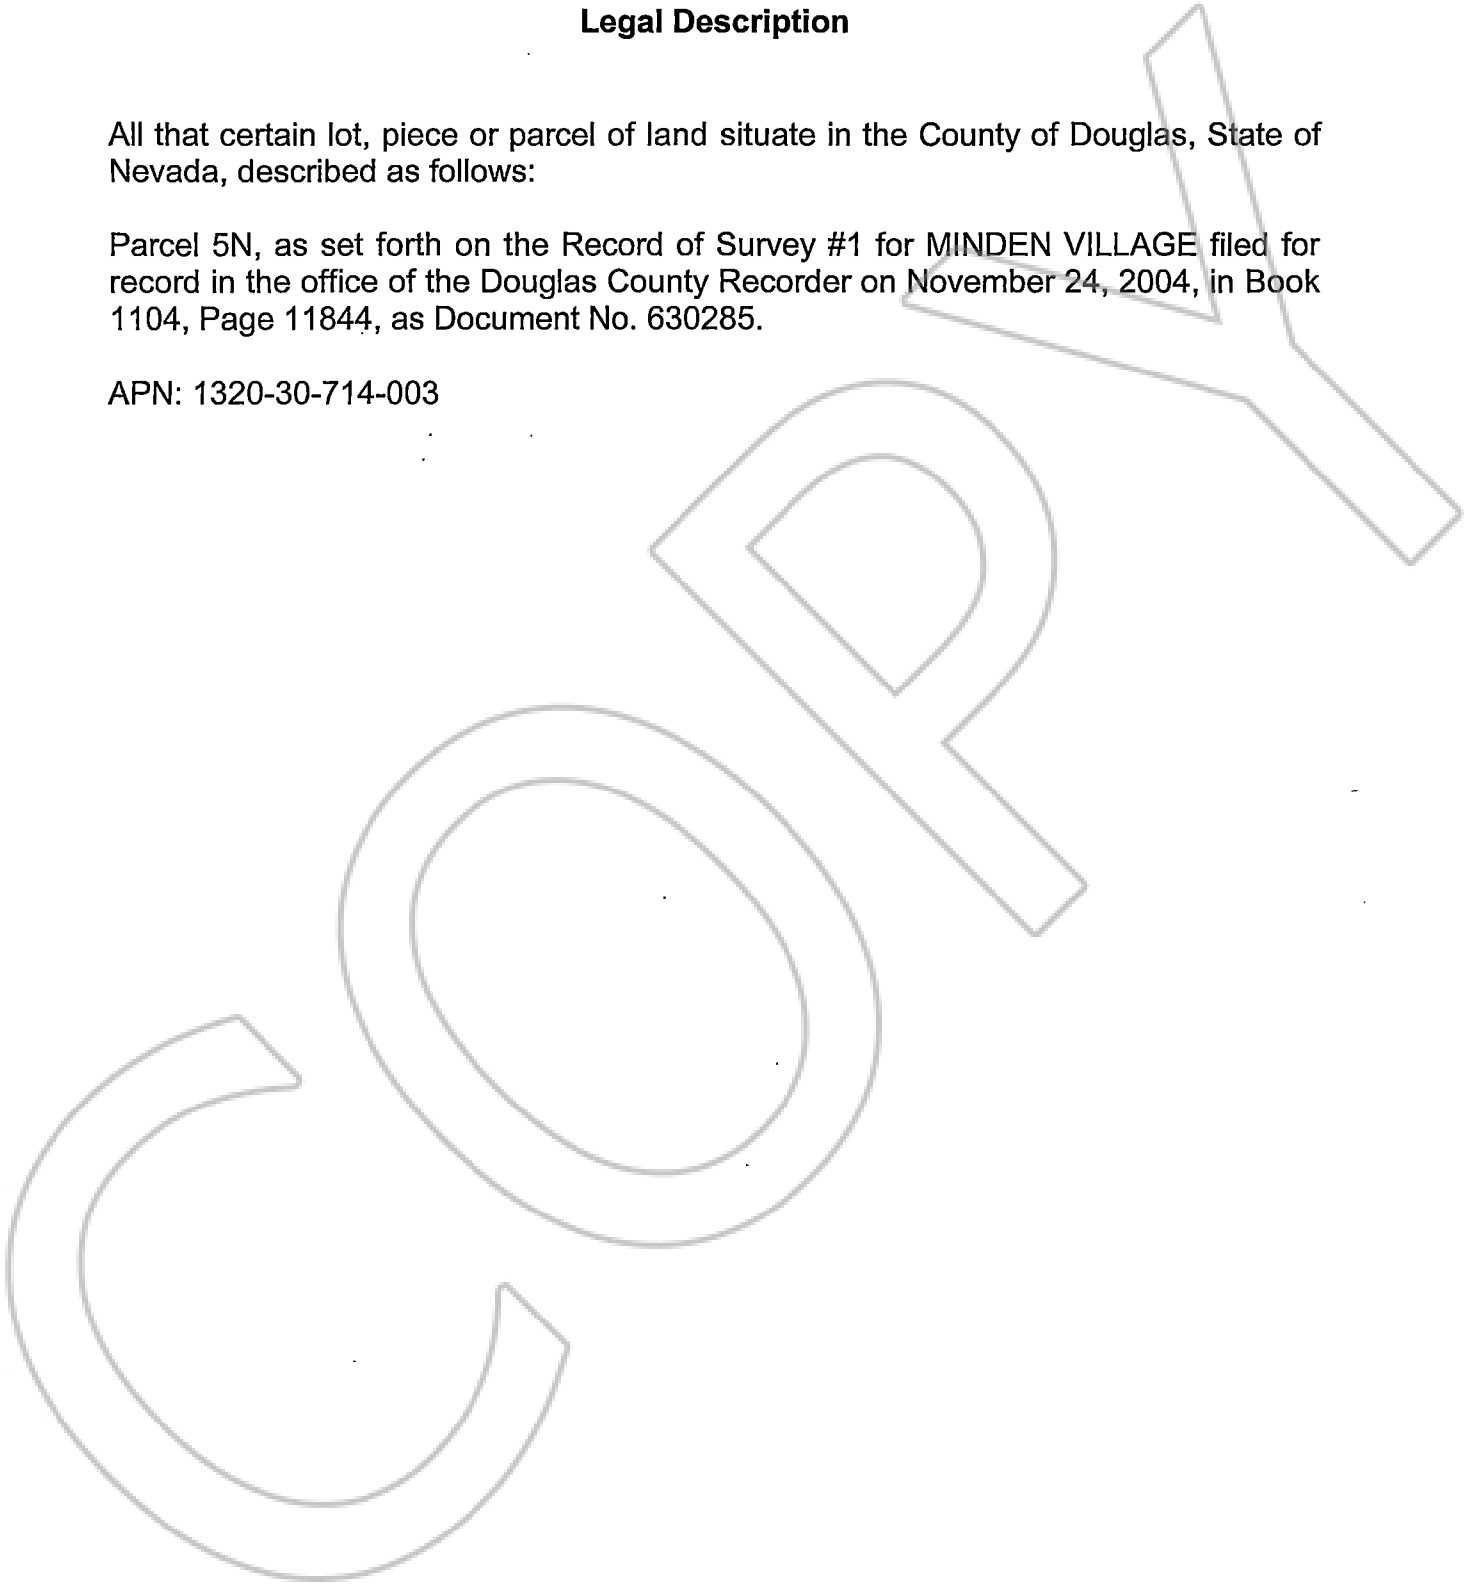 Legal Description
All that certain lot, piece or parcel of land situate in the County of Douglas, State of
Nevada, described as follows:
Parcel 5N, as set forth on the Record of Survey #1 for MINDEN VILLAGE filed for
record in the office of the Douglas County Recorder on November 24, 2004, in Book
1104, Page 11844, as Document No. 630285.
APN: 1320-30-714-003
COPY